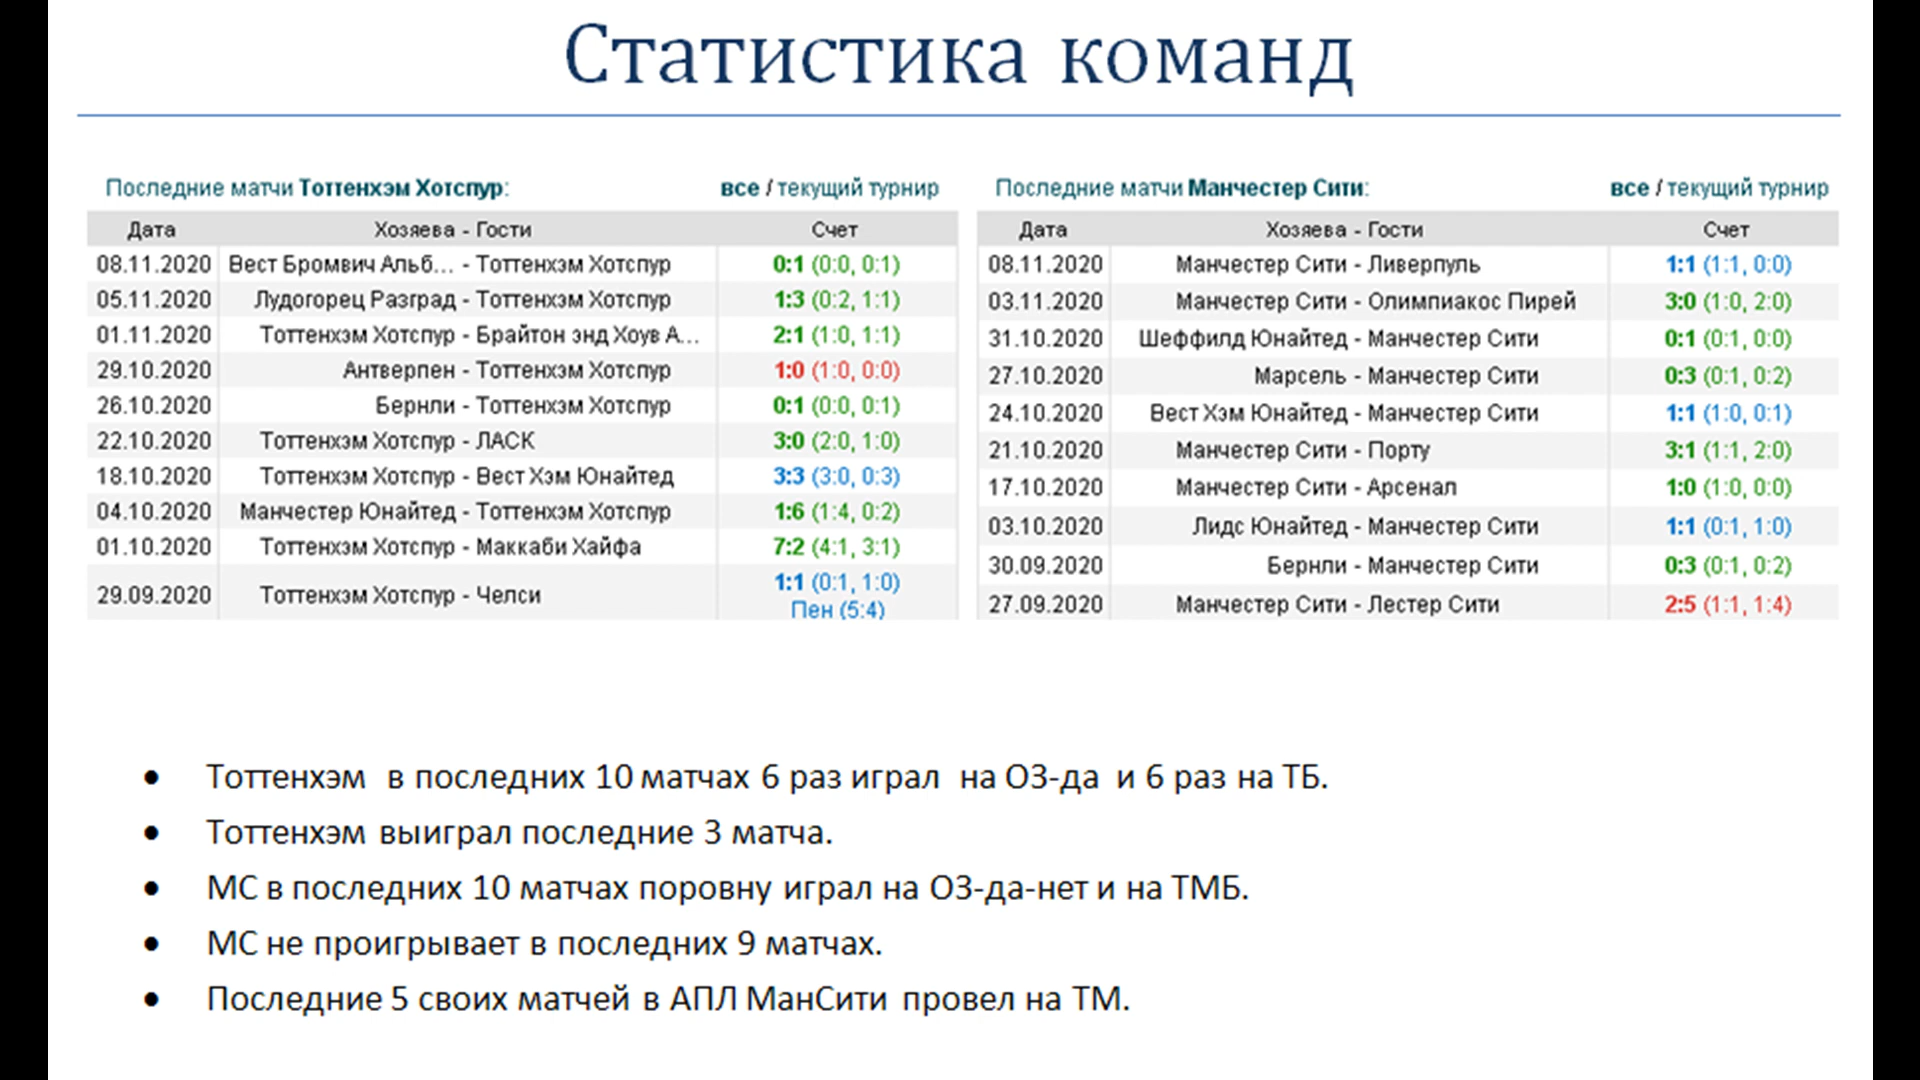 Статистика команд
Последние матчи Тоттенхэм Хотспур: все / текущий турнир
Дата Хозяева - Гости Счет
08.11.2020 Вест Бромвич Альб... - Тоттенхэм Хотспур 0:1 (0:0, 0:1)
05.11.2020 Лудогорец Разград - Тоттенхэм Хотспур 1:3 (0:2, 1:1)
01.11.2020 Тоттенхэм Хотспур - Брайтон энд Хоув А... 2:1 (1:0, 1:1)
29.10.2020 Антверпен - Тоттенхэм Хотспур 1:0 (1:0, 0:0)
26.10.2020 Бернли - Тоттенхэм Хотспур 0:1 (0:0, 0:1)
22.10.2020 Тоттенхэм Хотспур - ЛАСК 3:0 (2:0, 1:0)
18.10.2020 Тоттенхэм Хотспур - Вест Хэм Юнайтед 3:3 (3:0, 0:3)
04.10.2020 Манчестер Юнайтед - Тоттенхэм Хотспур 1:6 (1:4, 0:2)
01.10.2020 Тоттенхэм Хотспур - Маккаби Хайфа 7:2 (4:1, 3:1)
29.09.2020 Тоттенхэм Хотспур - Челси 1:1 (0:1, 1:0)
Пен (5:4)
Последние матчи Манчестер Сити: все / текущий турнир
Дата Хозяева - Гости Счет
08.11.2020 Манчестер Сити - Ливерпуль 1:1 (1:1, 0:0)
03.11.2020 Манчестер Сити - Олимпиакос Пирей 3:0 (1:0, 2:0)
31.10.2020 Шеффилд Юнайтед - Манчестер Сити 0:1 (0:1, 0:0)
27.10.2020 Марсель - Манчестер Сити 0:3 (0:1, 0:2)
24.10.2020 Вест Хэм Юнайтед - Манчестер Сити 1:1 (1:0, 0:1)
21.10.2020 Манчестер Сити - Порту 3:1 (1:1, 2:0)
17.10.2020 Манчестер Сити - Арсенал 1:0 (1:0, 0:0)
03.10.2020 Лидс Юнайтед - Манчестер Сити 1:1 (0:1, 1:0)
30.09.2020 Бернли - Манчестер Сити 0:3 (0:1, 0:2)
27.09.2020 Манчестер Сити - Лестер Сити 2:5 (1:1, 1:4)
• Тоттенхэм в последних 10 матчах 6 раз играл на ОЗ-да и 6 раз на ТБ.
• Тоттенхэм выиграл последние 3 матча.
• МС в последних 10 матчах поровну играл на ОЗ-да-нет и на ТМБ.
• МС не проигрывает в последних 9 матчах.
• Последние 5 своих матчей в АПЛ МанСити провел на ТМ.